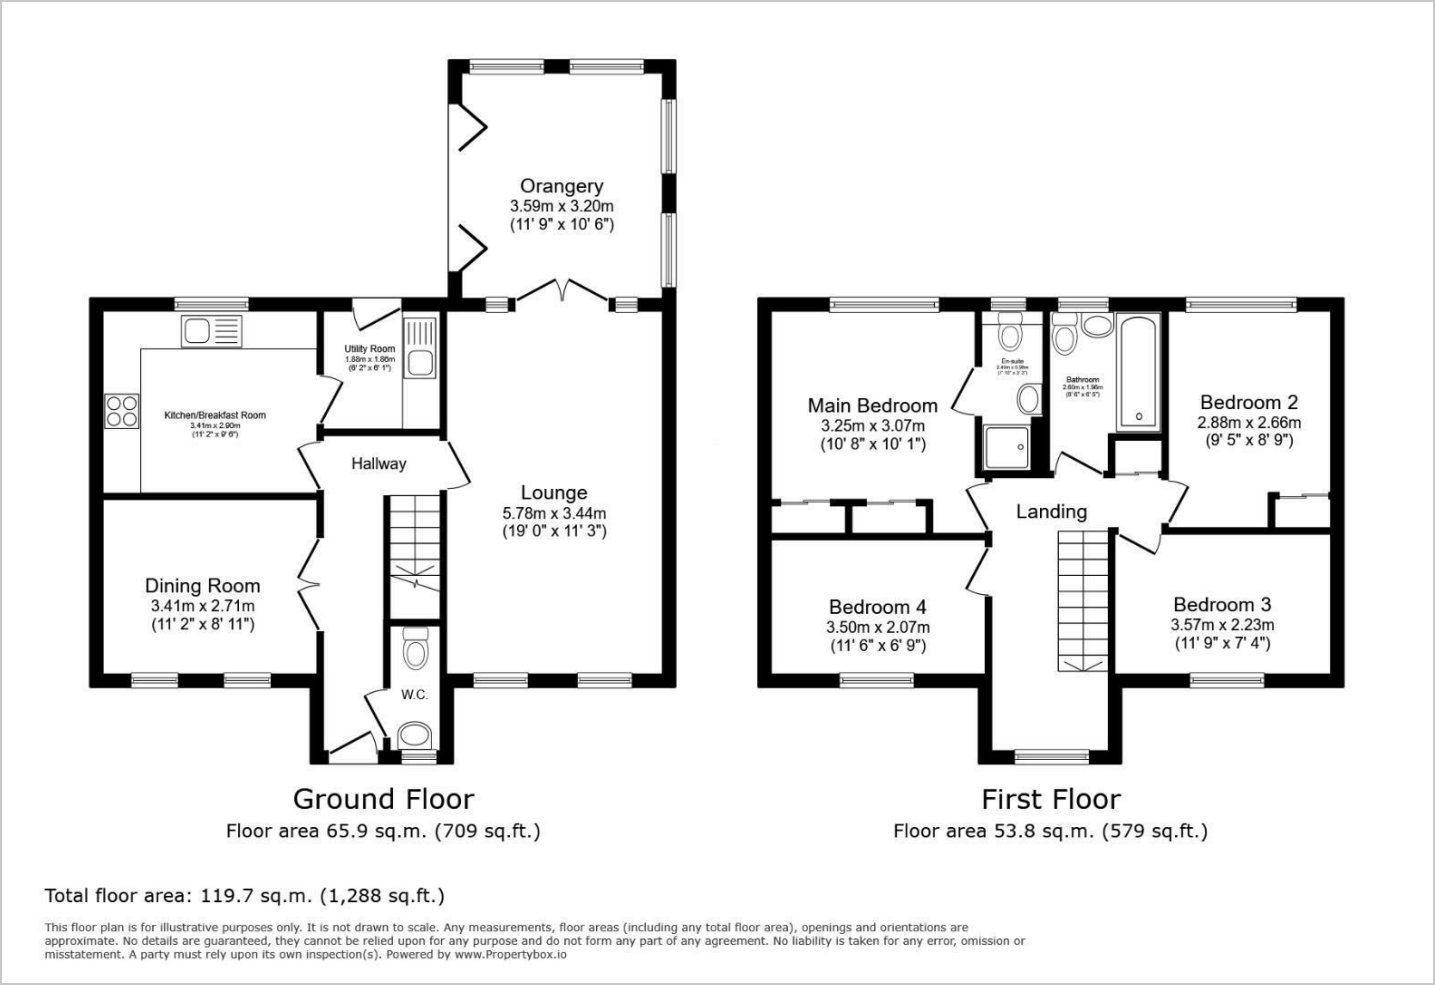 Orangery
3.59m x 3.20m
(11' 9" x 10' 6")
Utility Room
1.88m x 1.86m
(6' 2" x 6' 1")
Kitchen/Breakfast Room
3.41m x 2.90m
(11' 2" x 9' 6")
Hallway
Lounge
5.78m x 3.44m
(19' 0" x 11' 3")
Dining Room
3.41m x 2.71m
(11' 2" x 8' 11")
W.C.
Ground Floor
Floor area 65.9 sq.m. (709 sq.ft.)
En-suite
Bathroom
2.60m x 1.96m
(8' 6" x 6' 5")
Main Bedroom
3.25m x 3.07m
(10' 8" x 10' 1")
Bedroom 2
2.88m x 2.66m
(9' 5" x 8' 9")
Landing
Bedroom 4
3.50m x 2.07m
(11' 6" x 6' 9")
Bedroom 3
3.57m x 2.23m
(11' 9" x 7' 4")
First Floor
Floor area 53.8 sq.m. (579 sq.ft.)
Total floor area: 119.7 sq.m. (1,288 sq.ft.)
This floor plan is for illustrative purposes only. It is not drawn to scale. Any measurements, floor areas (including any total floor area), openings and orientations are
approximate. No details are guaranteed, they cannot be relied upon for any purpose and do not form any part of any agreement. No liability is taken for any error, omission or
misstatement. A party must rely upon its own inspection(s). Powered by www.Propertybox.io